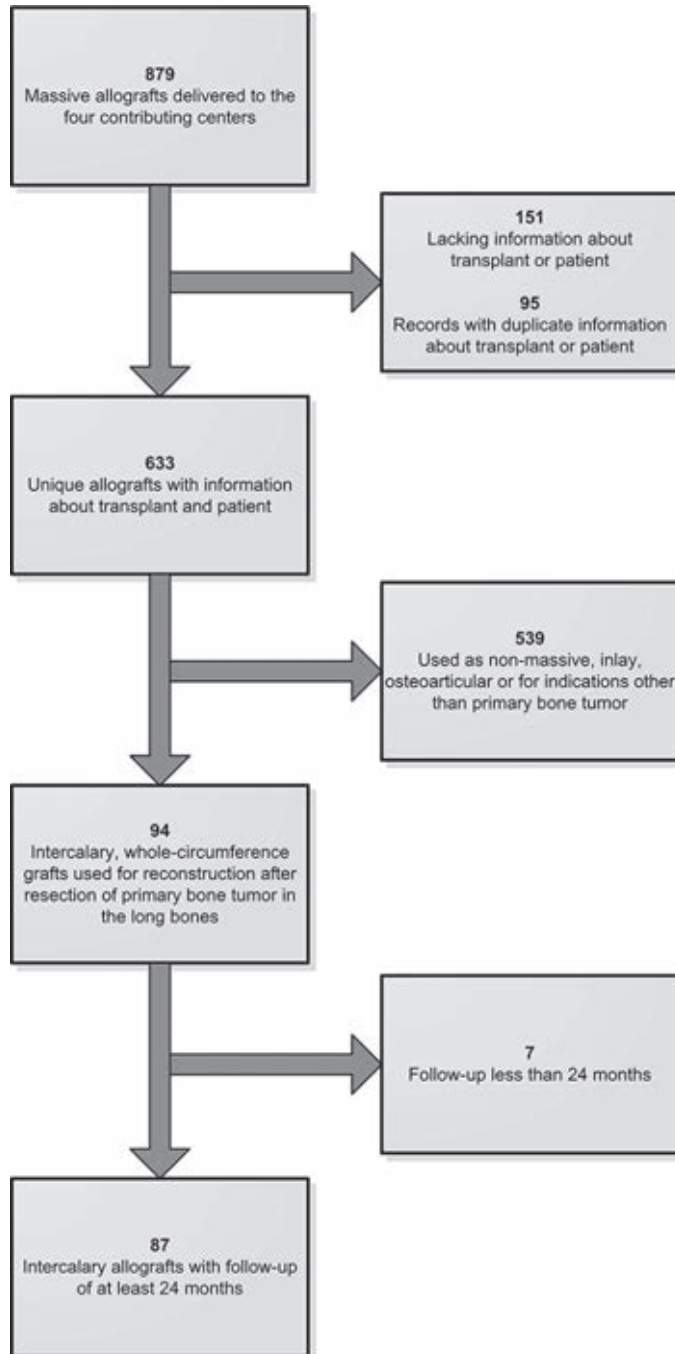 879
Massive allografts delivered to the
four contributing centers
151
Lacking information about
transplant or patient
95
Records with duplicate information
about transplant or patient
633
Unique allografts with information
about transplant and patient
539
Used as non-massive, inlay,
osteoarticular or for indications other
than primary bone tumor
94
Intercalary, whole-circumference
grafts used for reconstruction after
resection of primary bone tumor in
the long bones
7
Follow-up less than 24 months
87
Intercalary allografts with follow-up
of at least 24 months